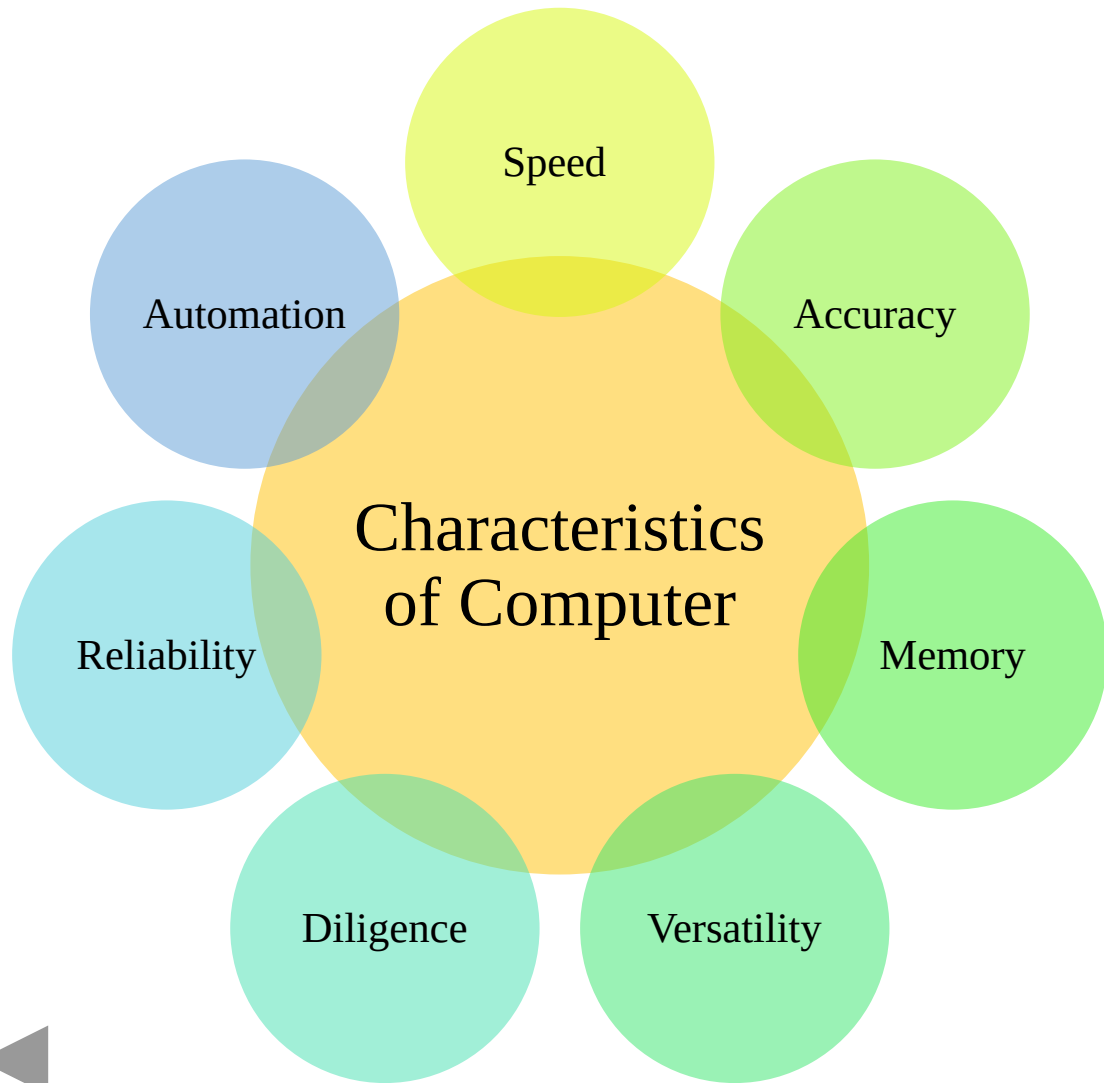 Speed
Automation
Accuracy
Characteristics
of Computer
Reliability
Memory
Diligence
Versatility